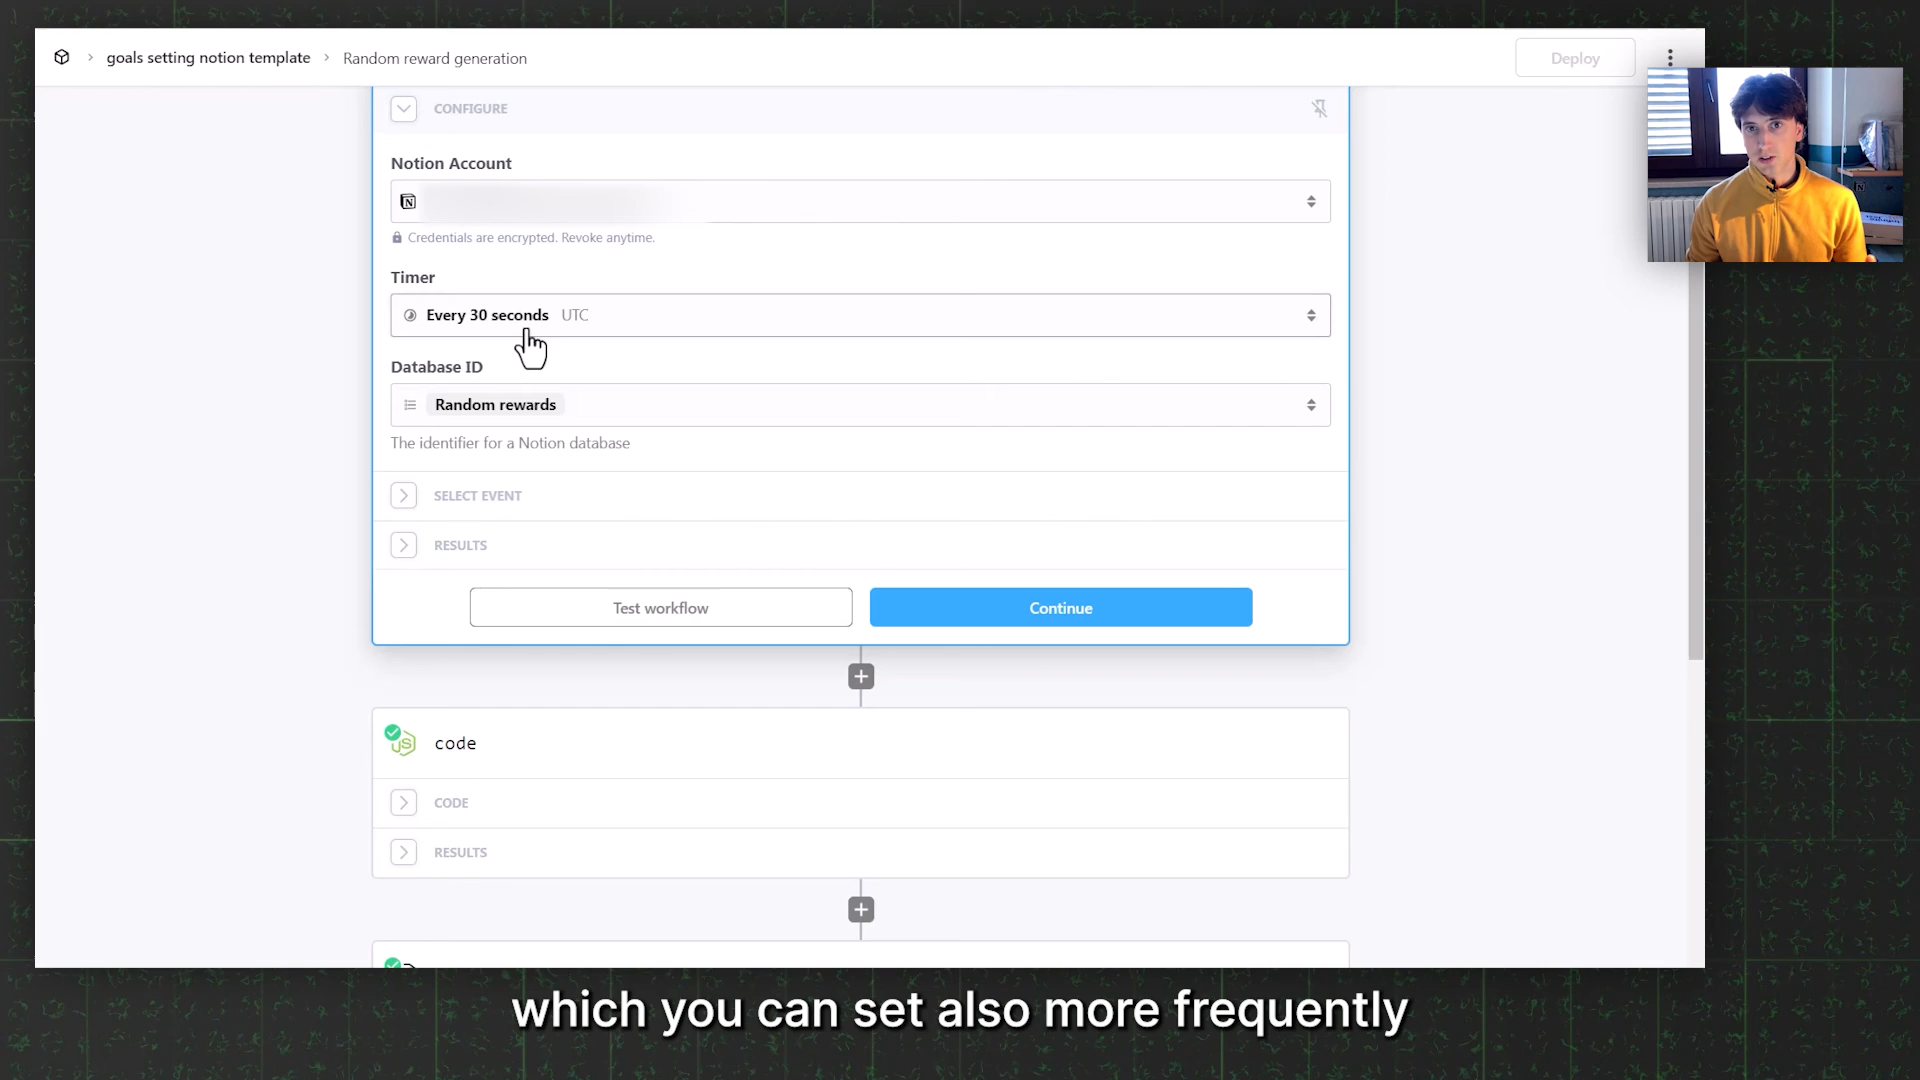 goals setting notion template
Random reward generation
Deploy
CONFIGURE
Notion Account
Credentials are encrypted. Revoke anytime.
Timer
Every 30 seconds UTC
Database ID
Random rewards
The identifier for a Notion database
SELECT EVENT
RESULTS
Test workflow
Continue
JS
code
CODE
RESULTS
which you can set also more frequently